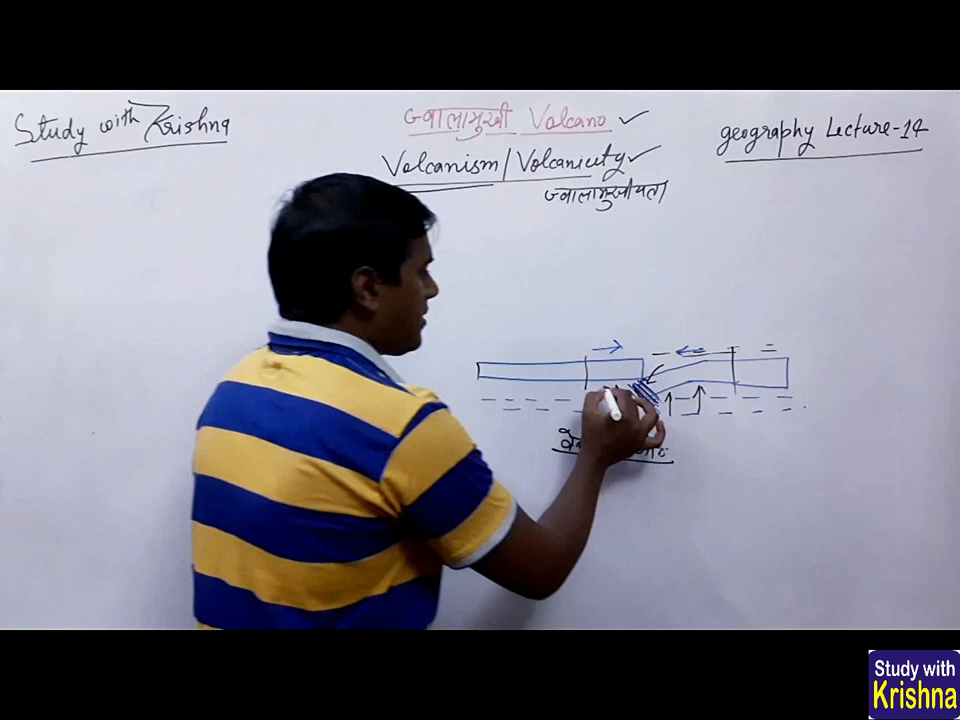 Study with Krishna
ज्वालामुखी Volcano
Volcanism/Volcanicity
ज्वालामुखीयता
geography Lecture-14
Study with
Krishna